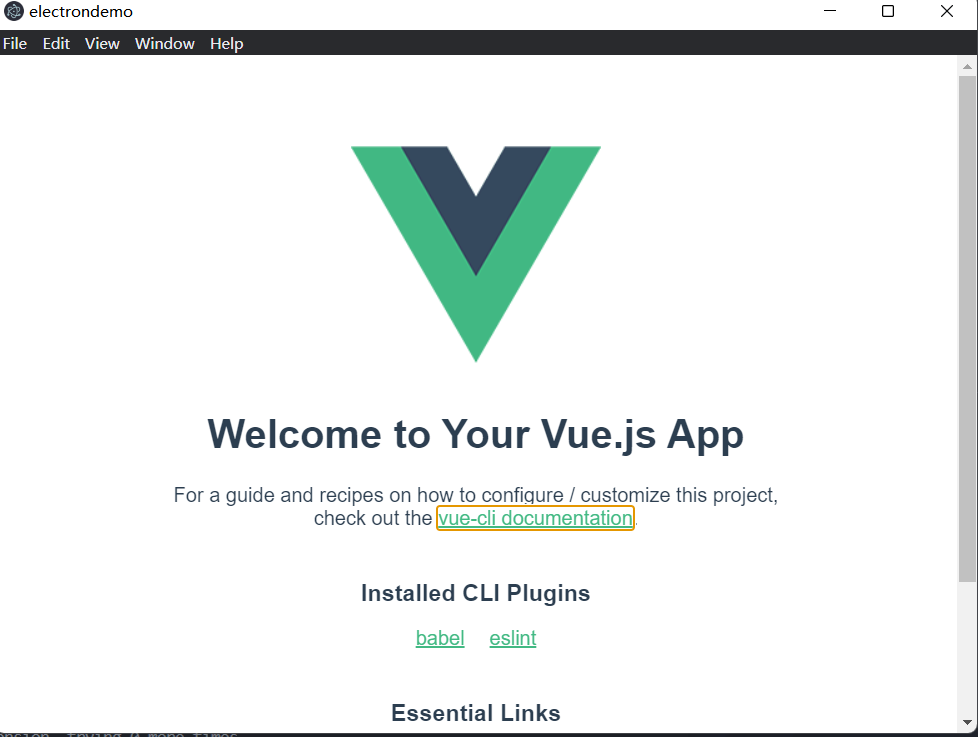 electrondemo
File Edit View Window Help
Welcome to Your Vue.js App
For a guide and recipes on how to configure / customize this project,
check out the vue-cli documentation.
Installed CLI Plugins
babel eslint
Essential Links